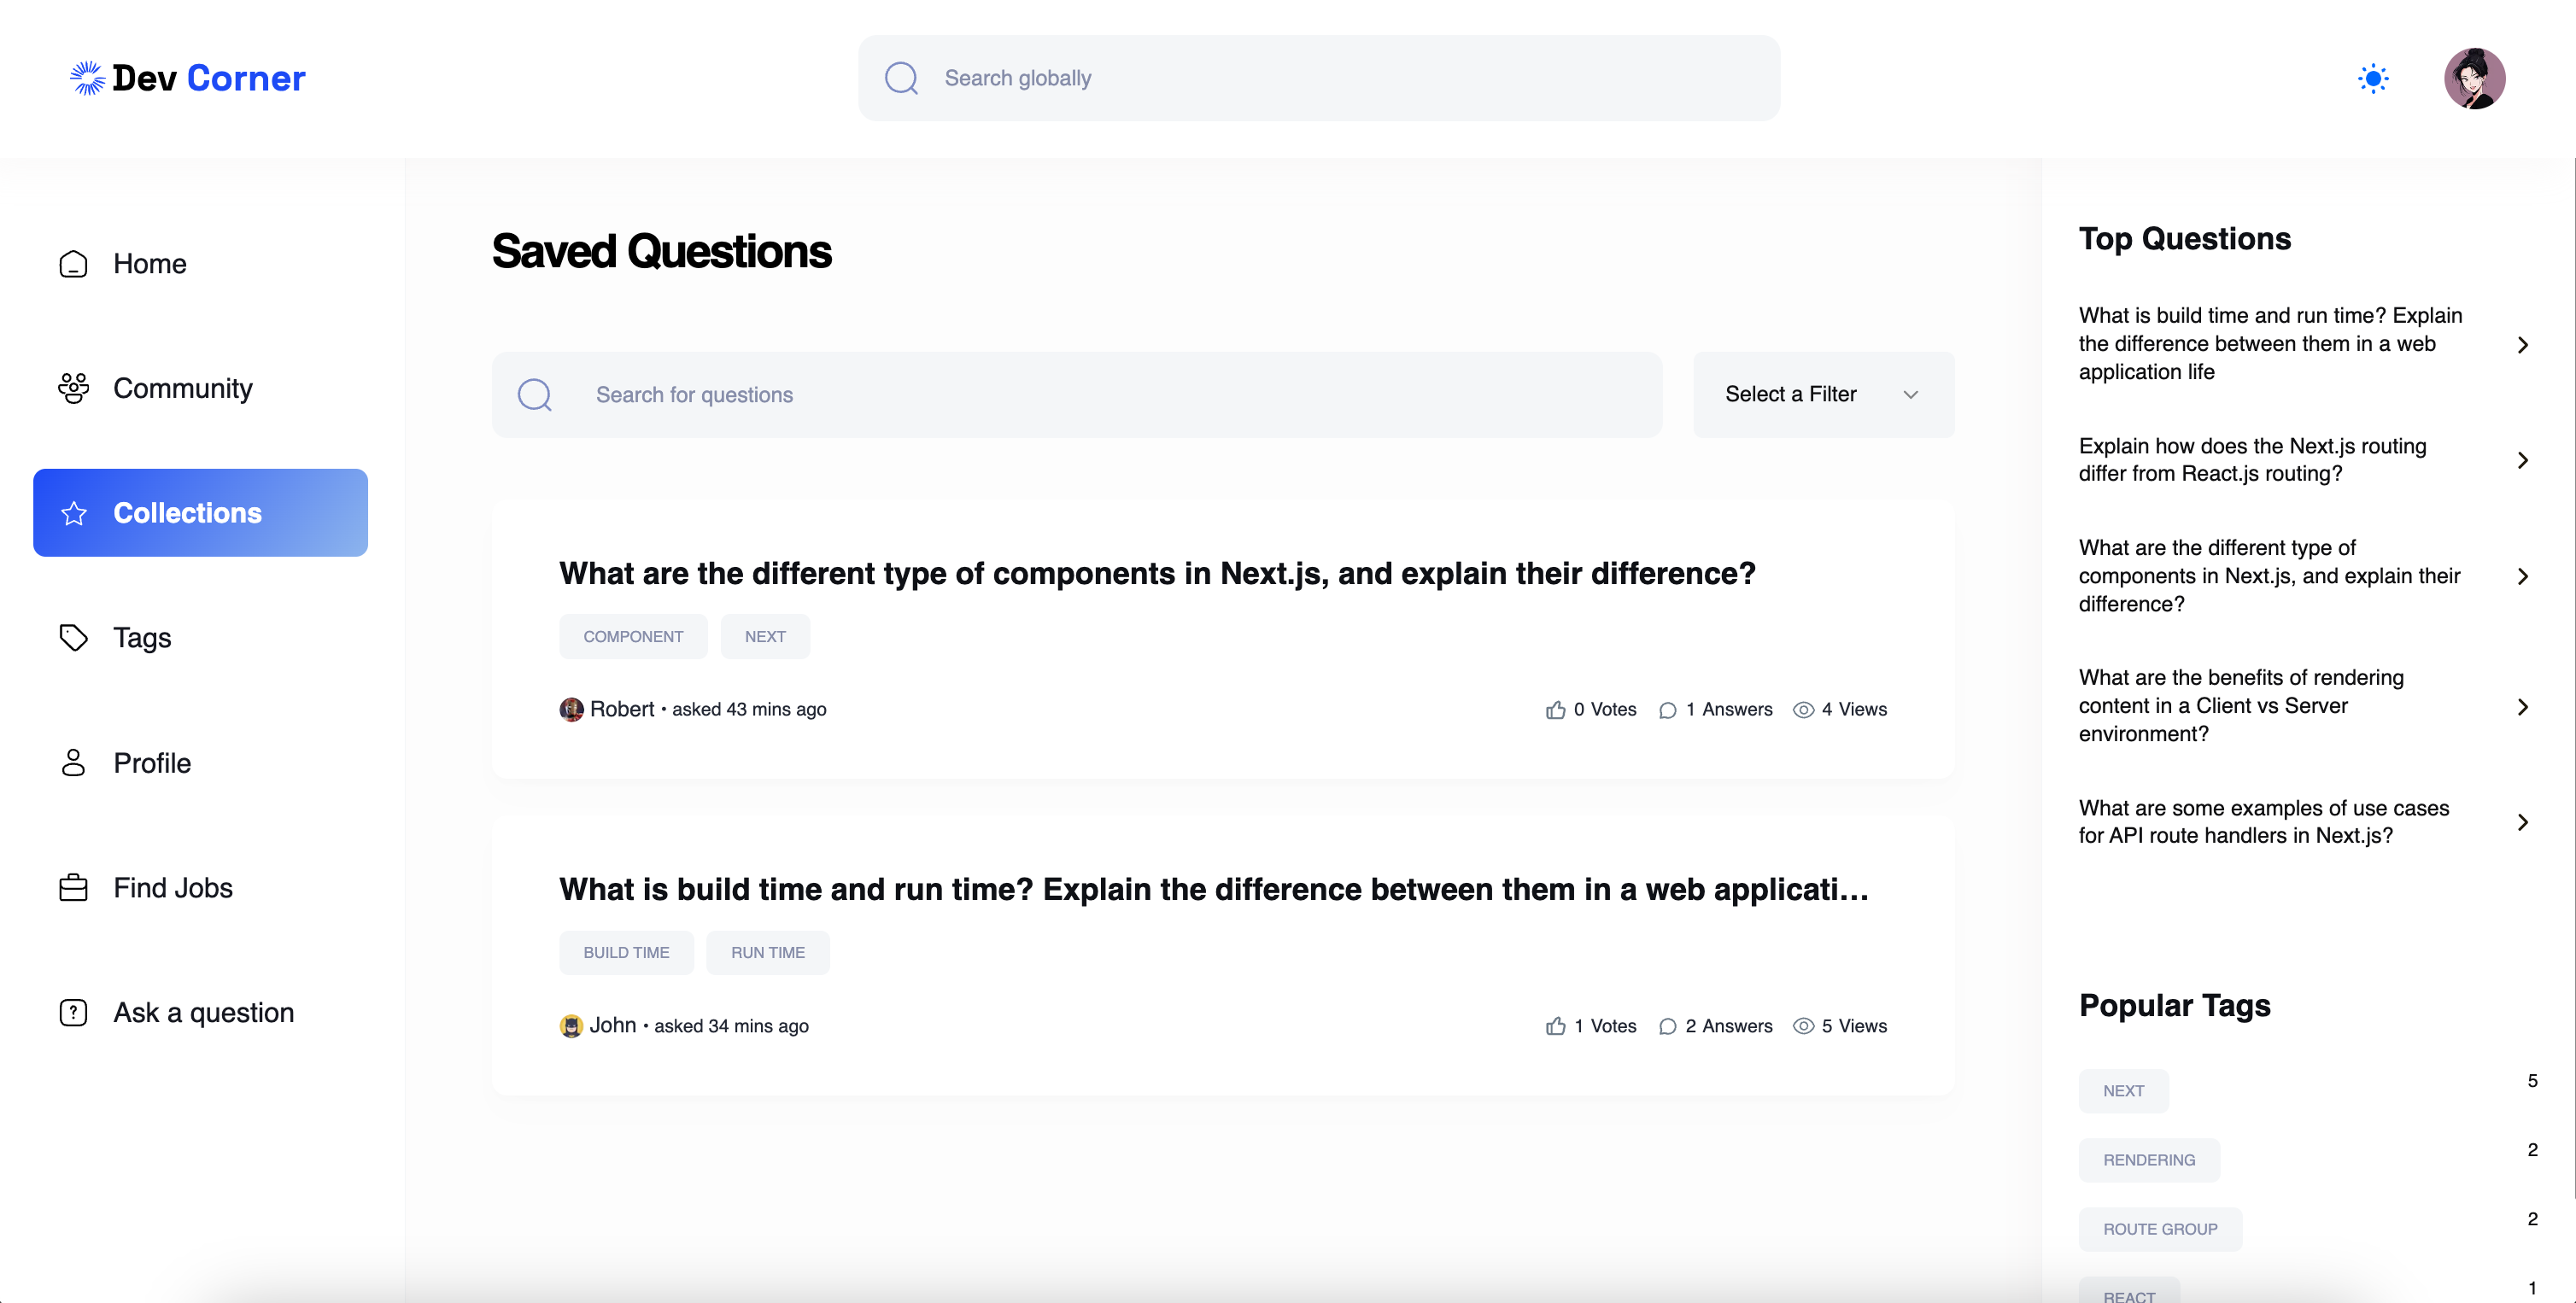 Dev Corner
Search globally
Home
Community
Collections
Tags
Profile
Find Jobs
Ask a question
Saved Questions
Search for questions
Select a Filter
What are the different type of components in Next.js, and explain their difference?
COMPONENT NEXT
Robert • asked 43 mins ago
0 Votes 1 Answers 4 Views
What is build time and run time? Explain the difference between them in a web applicati...
BUILD TIME RUN TIME
John • asked 34 mins ago
1 Votes 2 Answers 5 Views
Top Questions
What is build time and run time? Explain
the difference between them in a web
application life
Explain how does the Next.js routing
differ from React.js routing?
What are the different type of
components in Next.js, and explain their
difference?
What are the benefits of rendering
content in a Client vs Server
environment?
What are some examples of use cases
for API route handlers in Next.js?
Popular Tags
NEXT 5
RENDERING 2
ROUTE GROUP 2
REACT 1